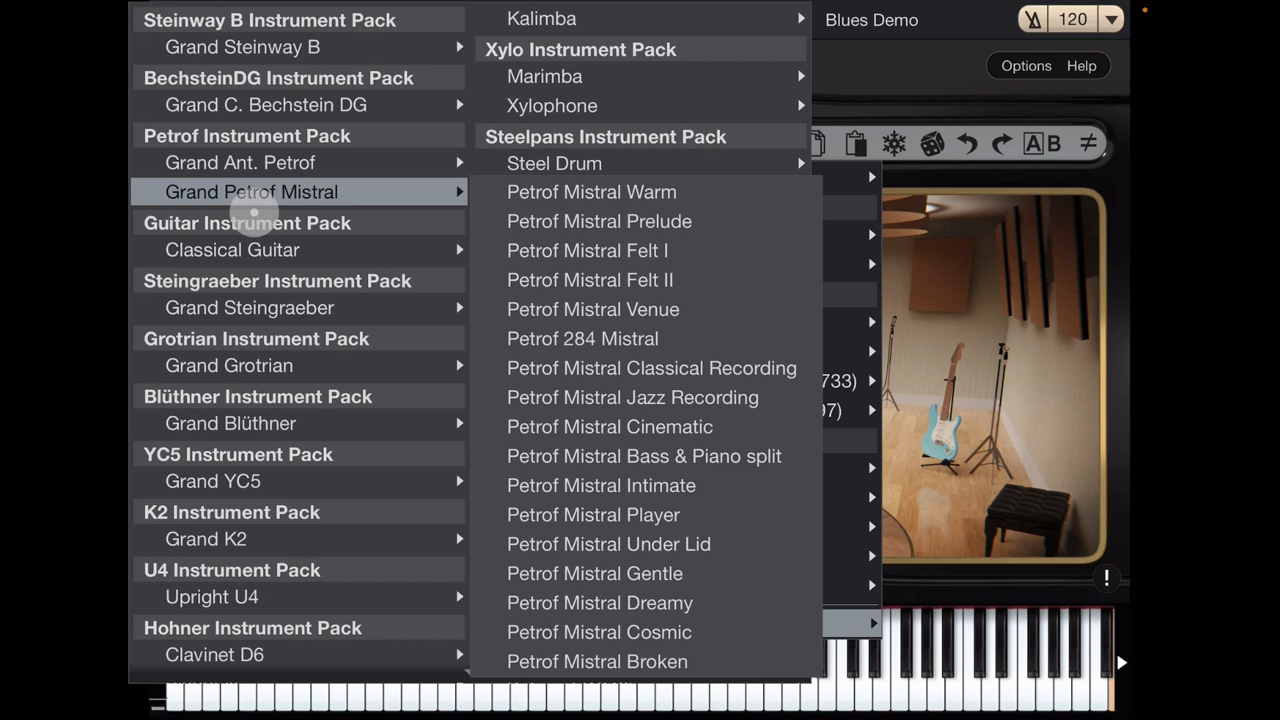 Steinway B Instrument Pack
Grand Steinway B
BechsteinDG Instrument Pack
Grand C. Bechstein DG
Petrof Instrument Pack
Grand Ant. Petrof
Grand Petrof Mistral
Guitar Instrument Pack
Classical Guitar
Steingraeber Instrument Pack
Grand Steingraeber
Grotrian Instrument Pack
Grand Grotrian
Blüthner Instrument Pack
Grand Blüthner
YC5 Instrument Pack
Grand YC5
K2 Instrument Pack
Grand K2
U4 Instrument Pack
Upright U4
Hohner Instrument Pack
Clavinet D6
Kalimba
Xylo Instrument Pack
Marimba
Xylophone
Steelpans Instrument Pack
Steel Drum
Petrof Mistral Warm
Petrof Mistral Prelude
Petrof Mistral Felt I
Petrof Mistral Felt II
Petrof Mistral Venue
Petrof 284 Mistral
Petrof Mistral Classical Recording
Petrof Mistral Jazz Recording
Petrof Mistral Cinematic
Petrof Mistral Bass & Piano split
Petrof Mistral Intimate
Petrof Mistral Player
Petrof Mistral Under Lid
Petrof Mistral Gentle
Petrof Mistral Dreamy
Petrof Mistral Cosmic
Petrof Mistral Broken
Blues Demo
120
Options Help
AB ≠
733)
97)
!